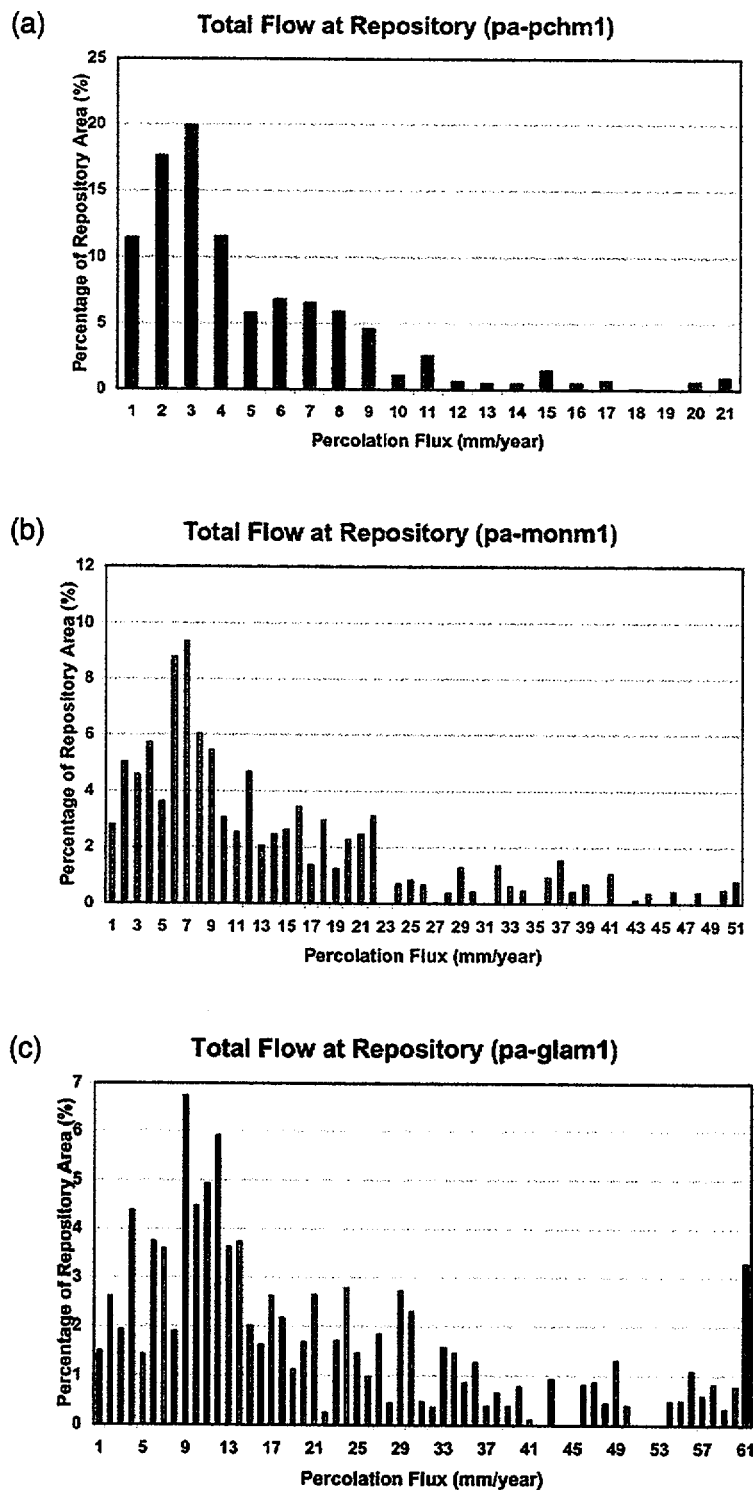 (a) Total Flow at Repository (pa-pchm1)
Percentage of Repository Area (%)
25
20
15
10
5
0
1 2 3 4 5 6 7 8 9 10 11 12 13 14 15 16 17 18 19 20 21
Percolation Flux (mm/year)
(b) Total Flow at Repository (pa-monm1)
Percentage of Repository Area (%)
12
10
8
6
4
2
0
1 3 5 7 9 11 13 15 17 19 21 23 25 27 29 31 33 35 37 39 41 43 45 47 49 51
Percolation Flux (mm/year)
(c) Total Flow at Repository (pa-glam1)
Percentage of Repository Area (%)
7
6
5
4
3
2
1
0
1 5 9 13 17 21 25 29 33 37 41 45 49 53 57 61
Percolation Flux (mm/year)